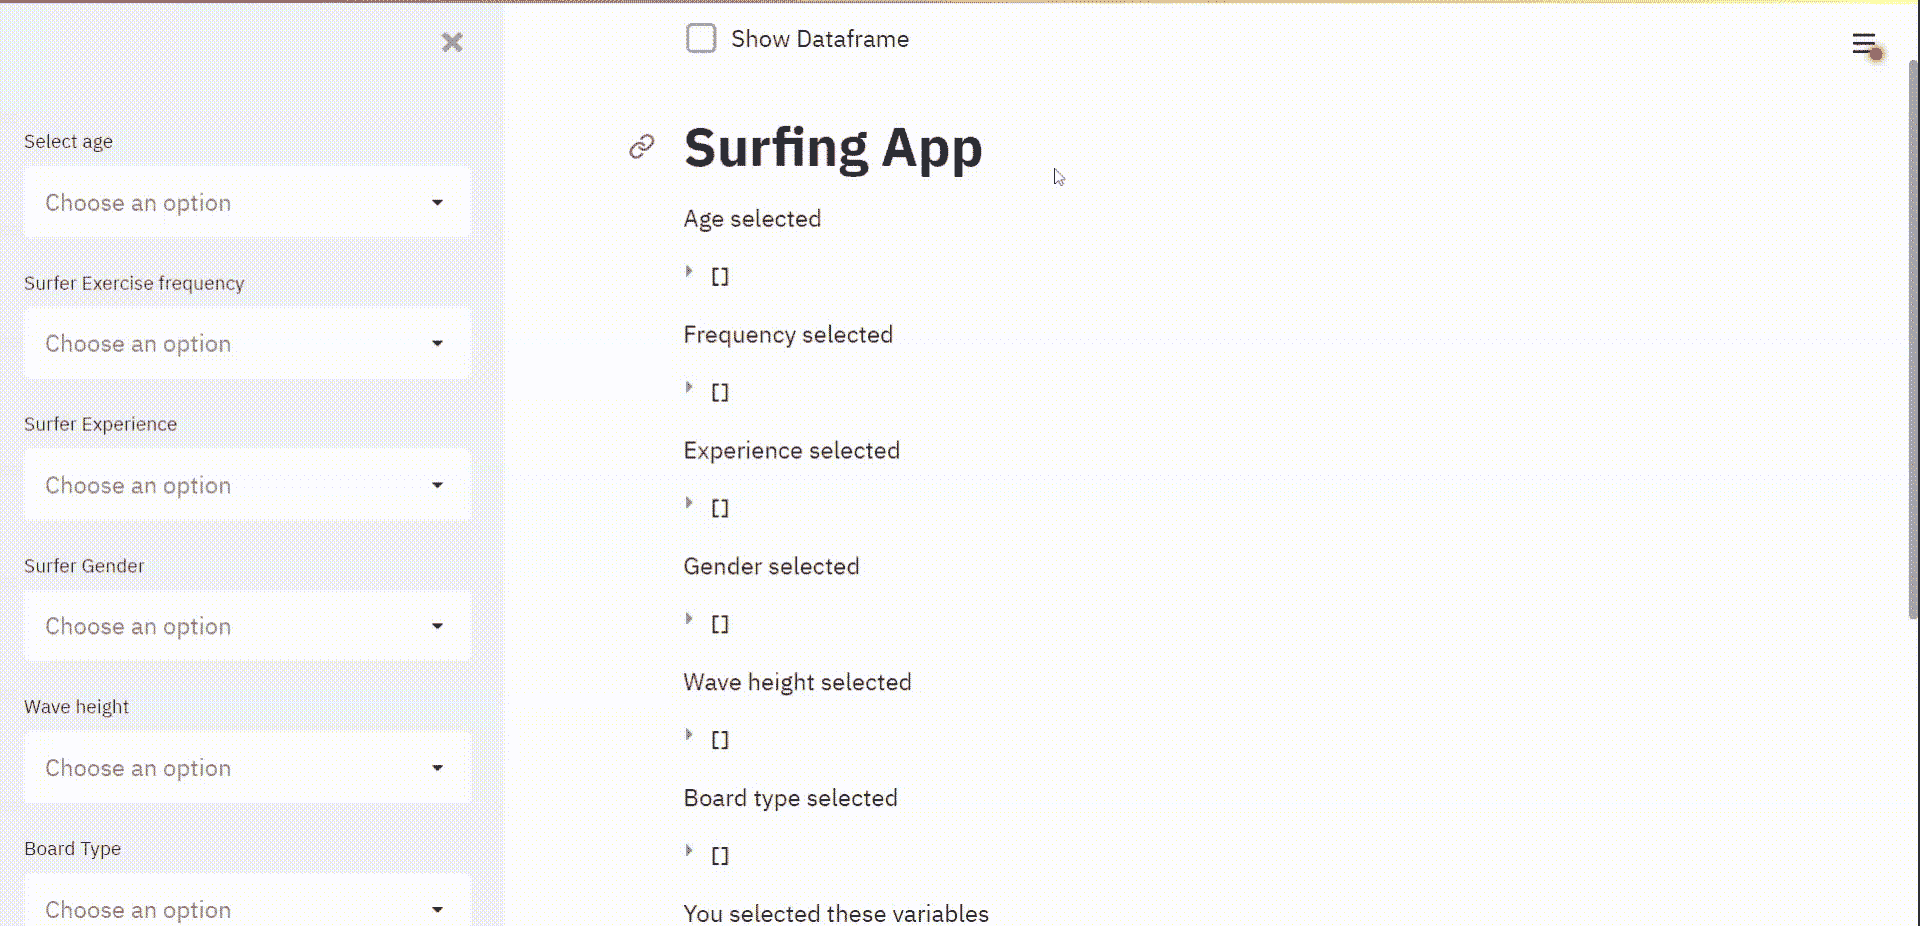 Select age
Choose an option
Surfer Exercise frequency
Choose an option
Surfer Experience
Choose an option
Surfer Gender
Choose an option
Wave height
Choose an option
Board Type
Choose an option
Show Dataframe
Surfing App
Age selected
[]
Frequency selected
[]
Experience selected
[]
Gender selected
[]
Wave height selected
[]
Board type selected
[]
You selected these variables